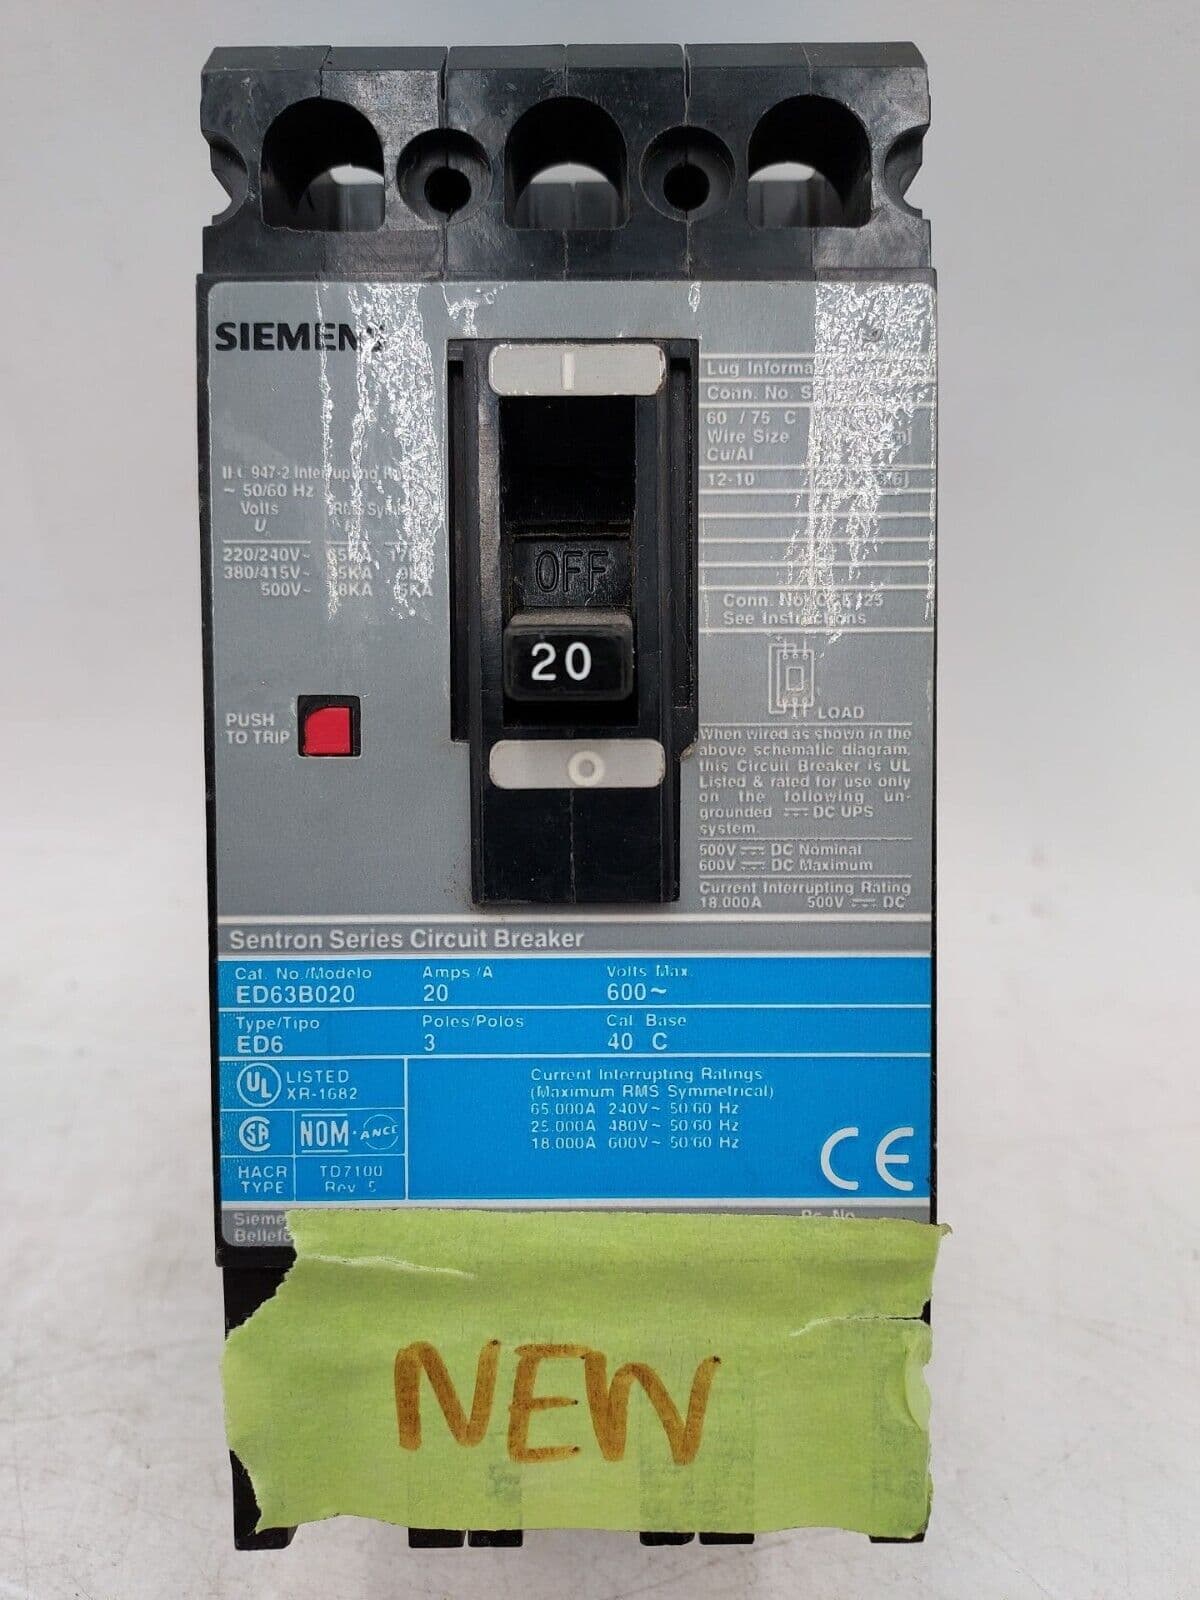 SIEMENS
I
Lug
Conn. No.
60 / 75 C
Wire Size
Cu/Al
12-10
947-2
~ 50/60 Hz
Volts
U
220/240V~
380/415V~
500V~
OFF
20
Conn. No.
See Instructions
PUSH
TO TRIP
LOAD
O
When wired as shown in the
above schematic diagram,
this Circuit Breaker is UL
Listed & rated for use only
on the following un-
grounded DC UPS
system.
500V DC Nominal
600V DC Maximum
Current Interrupting Rating
18.000A 500V DC
Sentron Series Circuit Breaker
Cat. No./Modelo Amps/A Volts Max.
ED63B020 20 600~
Type/Tipo Poles/Polos Cal Base
ED6 3 40 C
UL LISTED
XR-1682
Current Interrupting Ratings
(Maximum RMS Symmetrical)
65.000A 240V~ 50/60 Hz
25.000A 480V~ 50/60 Hz
18.000A 600V~ 50/60 Hz
SA NOM·ANCE
CE
HACR TD7100
TYPE Rev. 5
NEW